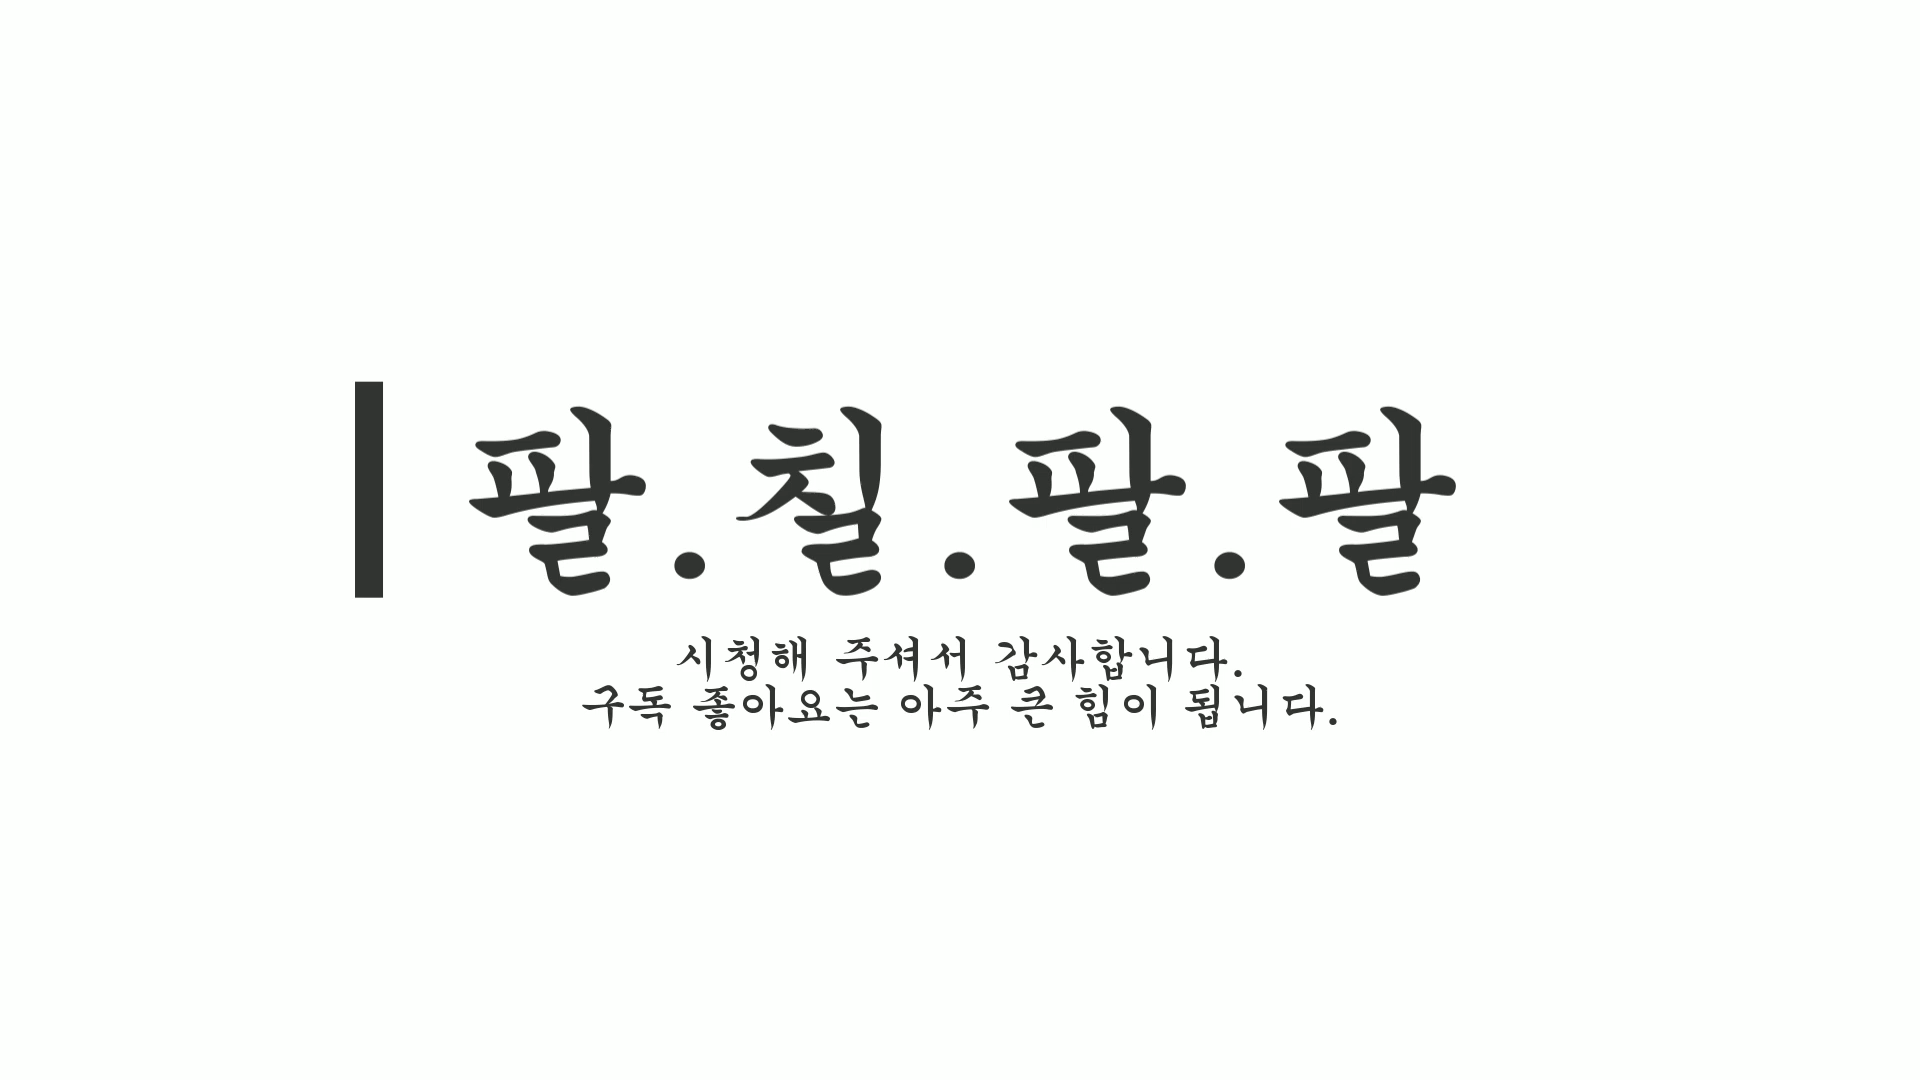 팔.칠.팔.팔
시청해 주셔서 감사합니다.
구독 좋아요는 아주 큰 힘이 됩니다.